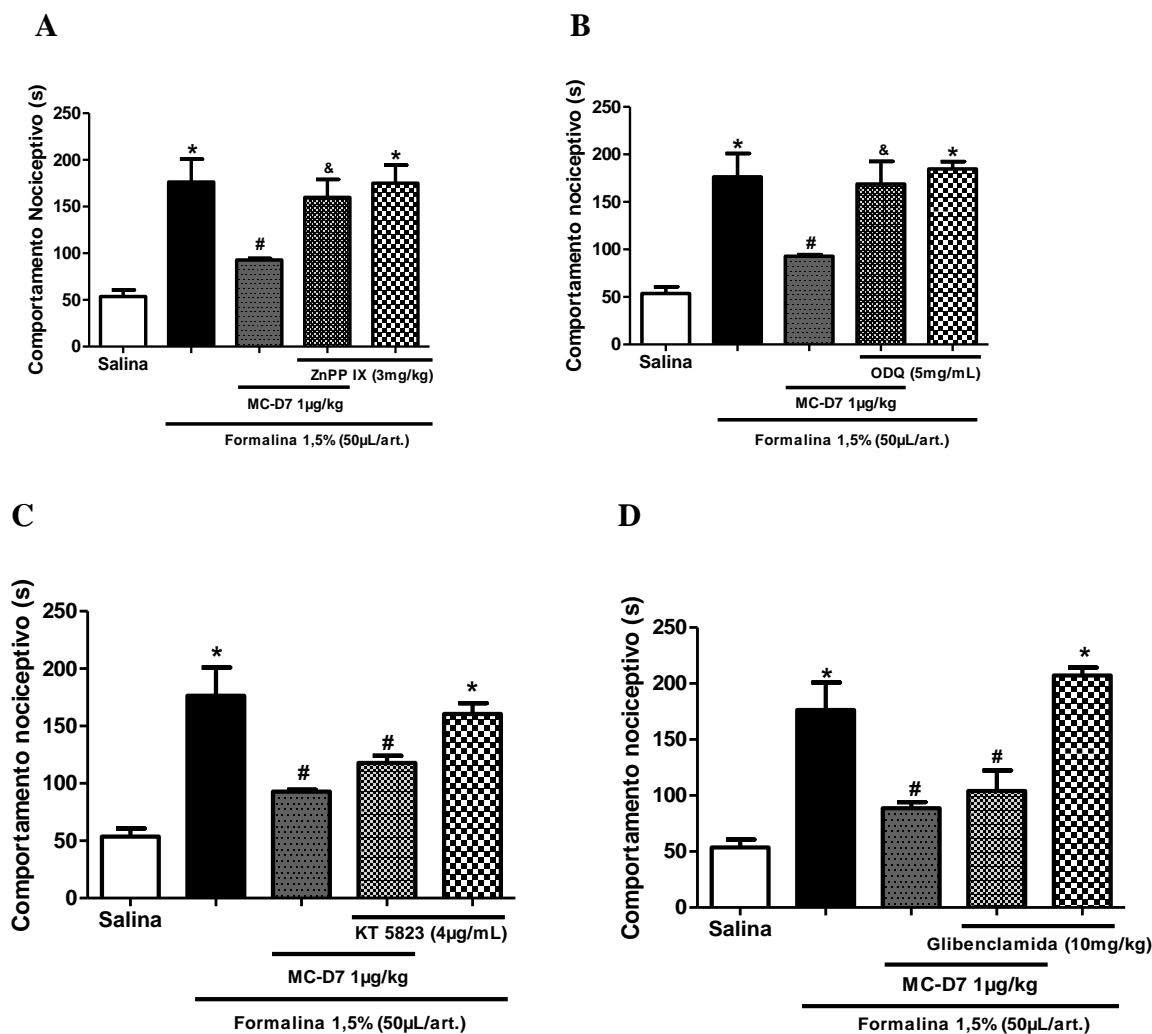 A
Comportamento Nociceptivo (s)
250
200
150
100
50
0
*
#
&
*
Salina
ZnPP IX (3mg/kg)
MC-D7 1µg/kg
Formalina 1,5% (50µL/art.)
B
Comportamento nociceptivo (s)
250
200
150
100
50
0
*
#
&
*
Salina
ODQ (5mg/mL)
MC-D7 1µg/kg
Formalina 1,5% (50µL/art.)
C
Comportamento nociceptivo (s)
250
200
150
100
50
0
*
#
#
*
Salina
KT 5823 (4µg/mL)
MC-D7 1µg/kg
Formalina 1,5% (50µL/art.)
D
Comportamento nociceptivo (s)
250
200
150
100
50
0
*
#
#
*
Salina
Glibenclamida (10mg/kg)
MC-D7 1µg/kg
Formalina 1,5% (50µL/art.)